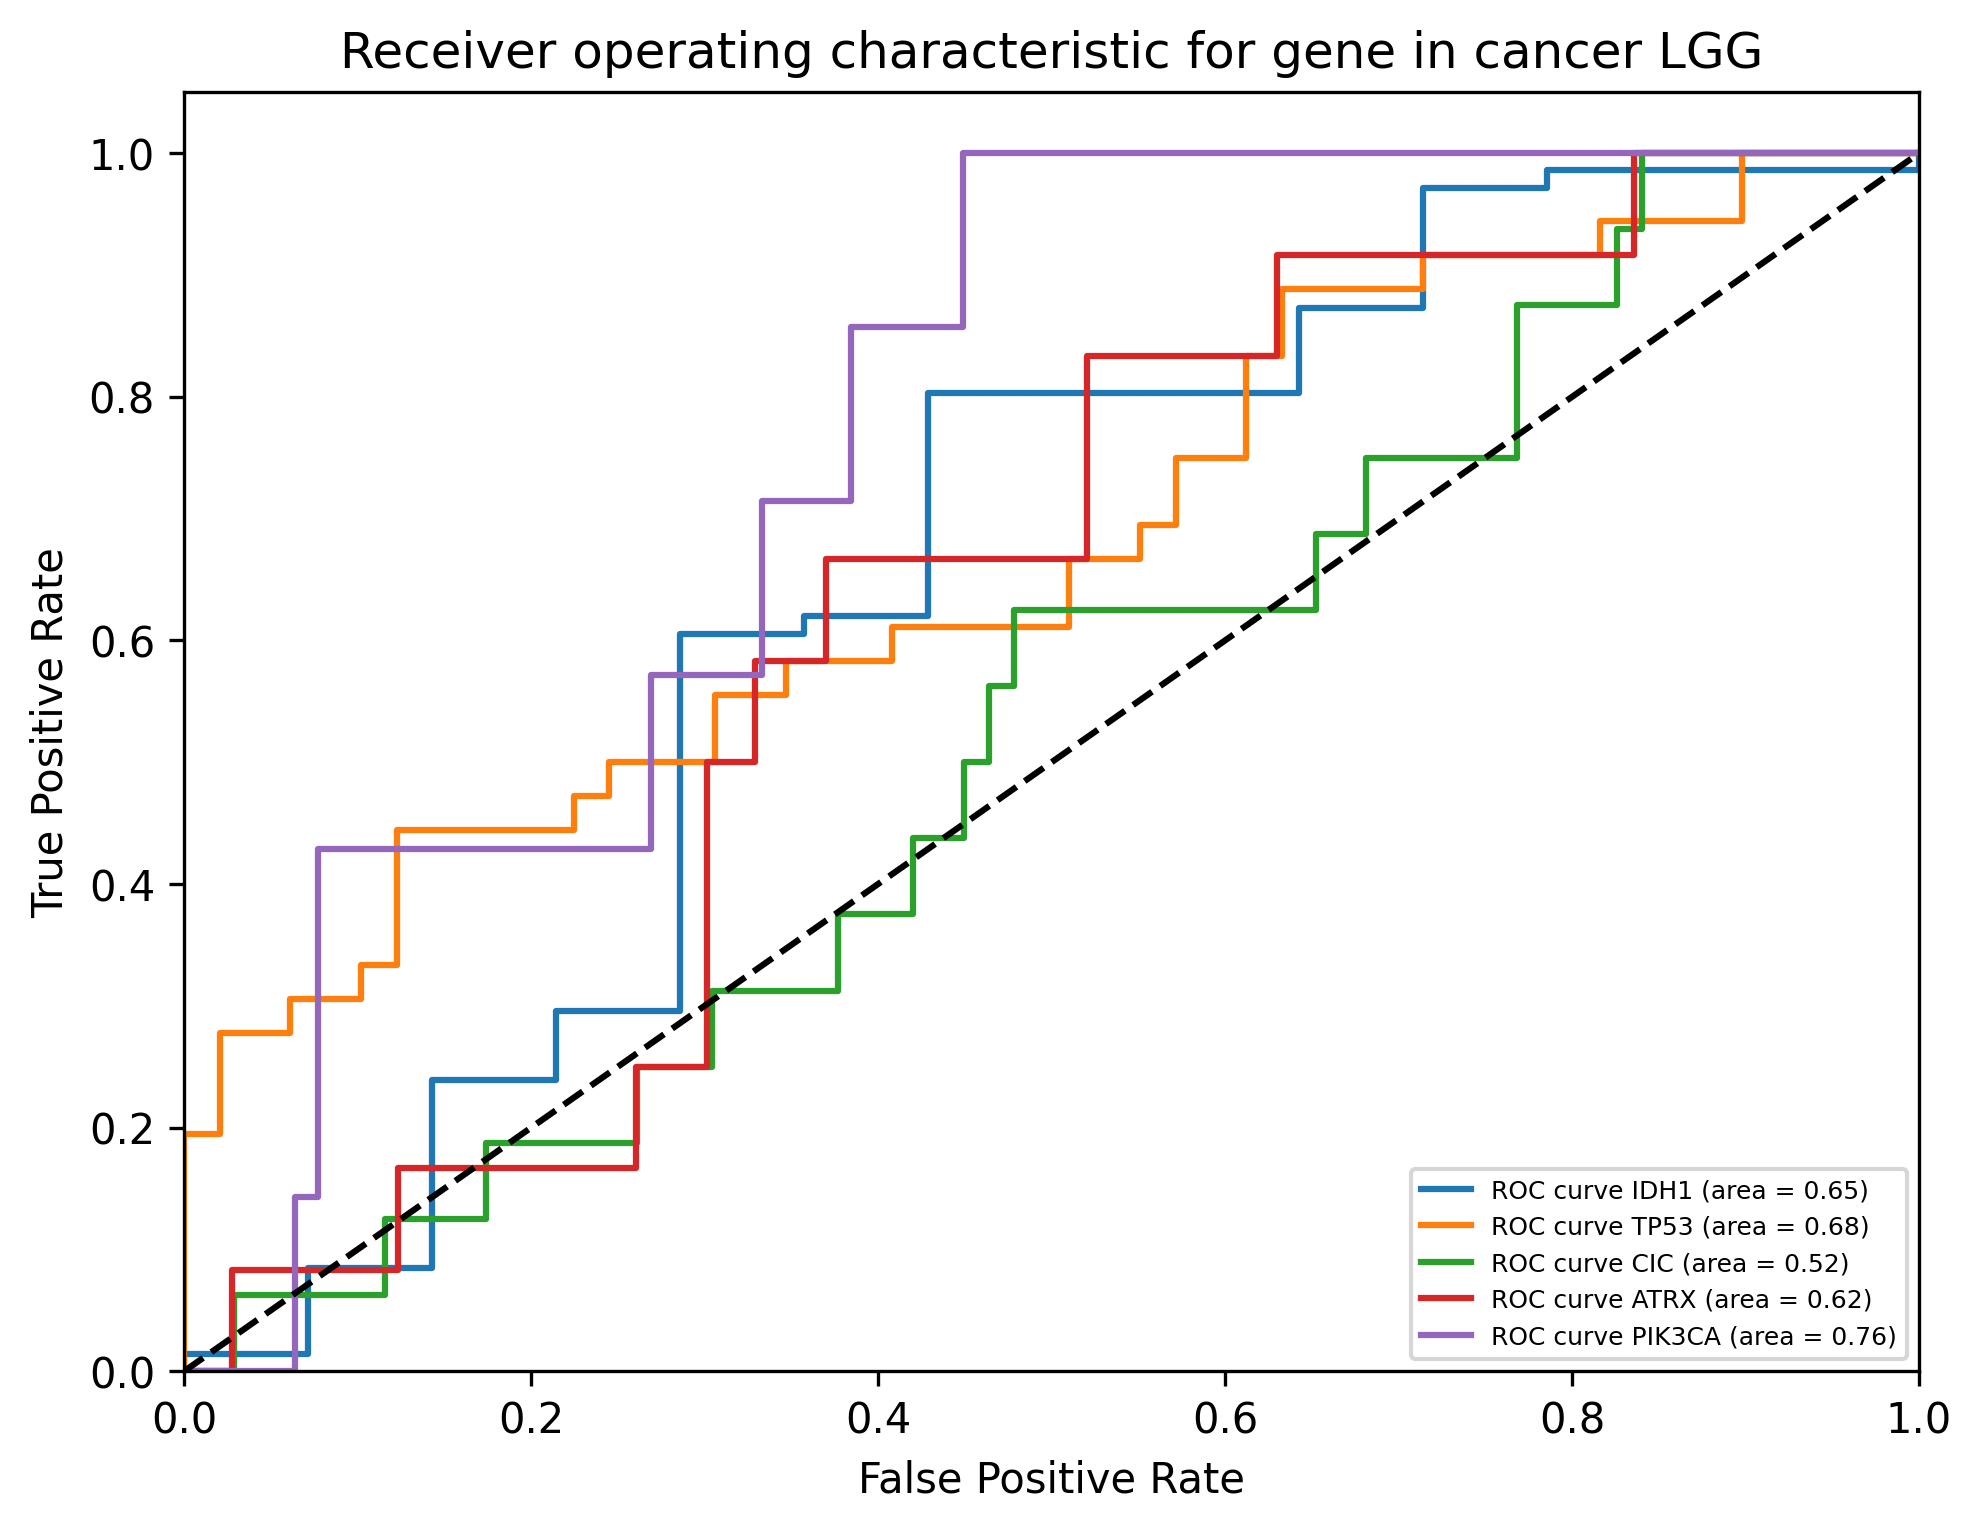 Receiver operating characteristic for gene in cancer LGG
True Positive Rate
1.0
0.8
0.6
0.4
0.2
0.0
0.0 0.2 0.4 0.6 0.8 1.0
False Positive Rate
ROC curve IDH1 (area = 0.65)
ROC curve TP53 (area = 0.68)
ROC curve CIC (area = 0.52)
ROC curve ATRX (area = 0.62)
ROC curve PIK3CA (area = 0.76)